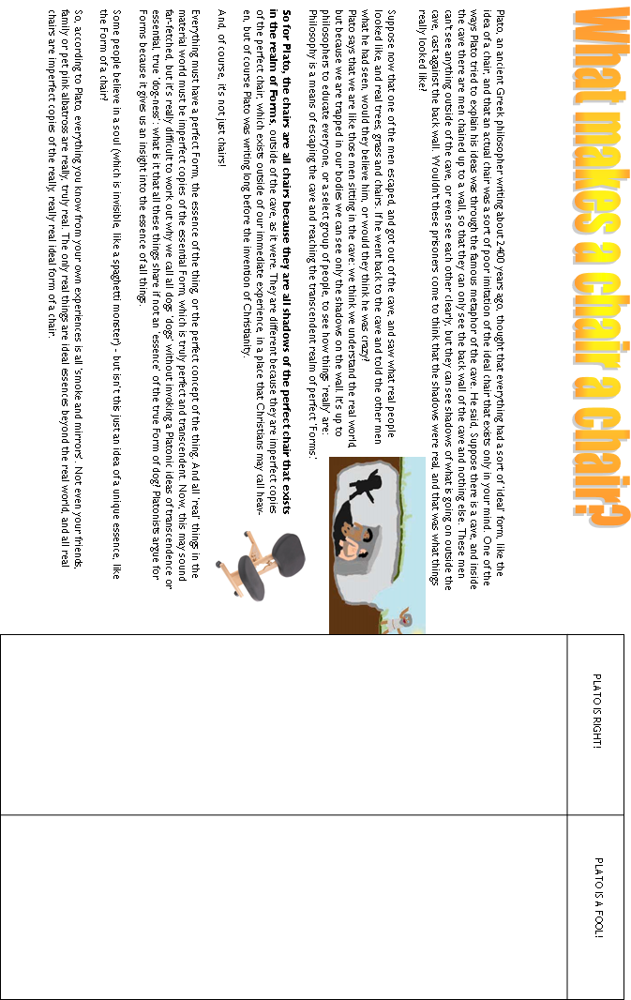 What makes a chair a chair?
Plato, an ancient Greek philosopher writing about 2,400 years ago, thought that everything had a sort of 'ideal' form, like the
idea of a chair, and that an actual chair was a sort of poor imitation of the ideal chair that exists only in your mind. One of the
ways Plato tried to explain his ideas was through the famous metaphor of the cave. He said, Suppose there is a cave, and inside
the cave there are men chained up to a wall, so that they can only see the back wall of the cave and nothing else. These men
can't see anything outside of the cave, or even see each other clearly, but they can see shadows of what is going on outside the
cave, cast against the back wall. Wouldn't these prisoners come to think that the shadows were real, and that was what things
really looked like?
Suppose now that one of the men escaped, and got out of the cave, and saw what real people
looked like, and real trees, grass and chairs. If he went back to the cave and told the other men
what he had seen, would they believe him, or would they think he was crazy?
Plato says that we are like those men sitting in the cave: we think we understand the real world,
but because we are trapped in our bodies we can see only the shadows on the wall. It's up to
philosophers to educate everyone, or a select group of people, to see how things 'really are:
Philosophy is a means of escaping the cave and reaching the transcendent realm of perfect 'Forms.'
So for Plato, the chairs are all chairs because they are all shadows of the perfect chair that exists
in the realm of Forms, outside of the cave, as it were. They are different because they are imperfect copies
of the perfect chair, which exists outside of our immediate experience, in a place that Christians may call heav-
en, but of course Plato was writing long before the invention of Christianity.
And, of course, it's not just chairs!
Everything must have a perfect Form, the essence of the thing, or the perfect concept of the thing. And all 'real' things in the
material world must be imperfect copies of the essential Form, which is truly perfect and transcendent. Now, this may sound
far-fetched, but it's really difficult to work out why we call all dogs 'dogs' without invoking a Platonic ideas of transcendence or
essential, true 'dog-ness': what is it that all these things share if not an 'essence' of the true Form of dog? Platonists argue for
Forms because it gives us an insight into the essence of all things.
Some people believe in a soul (which is invisible, like a spaghetti monster) - but isn't this just an idea of a unique essence, like
the Form of a chair?
So, according to Plato, everything you know from your own experiences is all 'smoke and mirrors'. Not even your friends,
family or pet pink albatross are really, truly real. The only real things are ideal essences beyond the real world, and all real
chairs are imperfect copies of the really, really real ideal form of a chair.
PLATO IS RIGHT!
PLATO IS A FOOL!